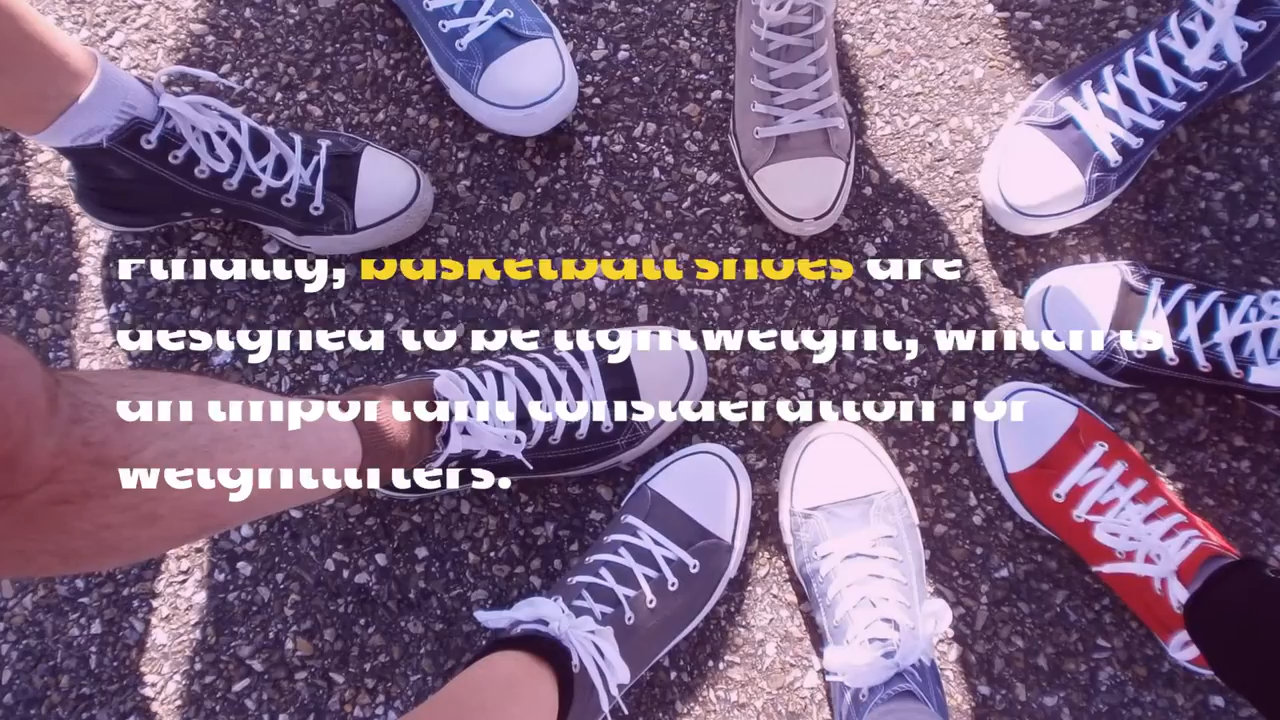 Finally, basketball shoes are
designed to be lightweight, which is
an important consideration for
weightlifters.